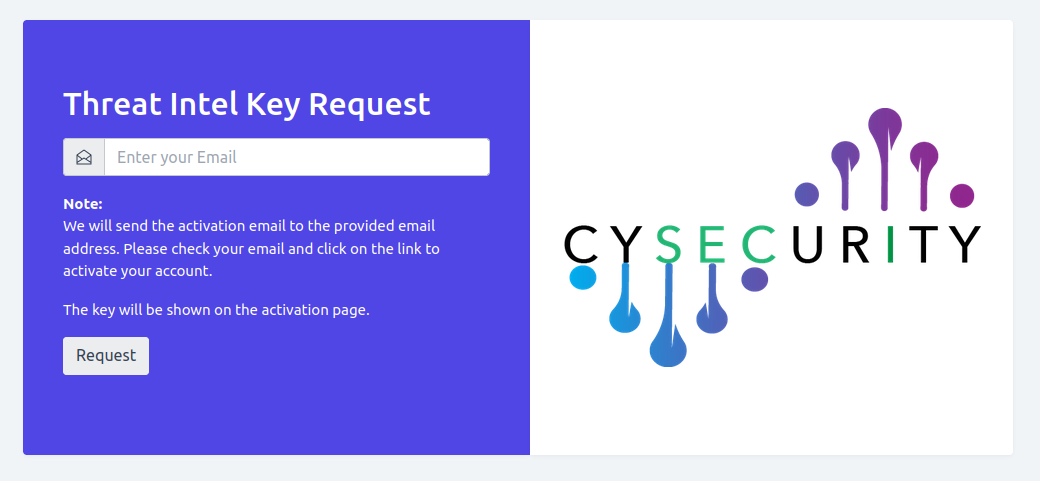 Threat Intel Key Request
Enter your Email
Note:
We will send the activation email to the provided email
address. Please check your email and click on the link to
activate your account.
The key will be shown on the activation page.
Request
CYSECURITY